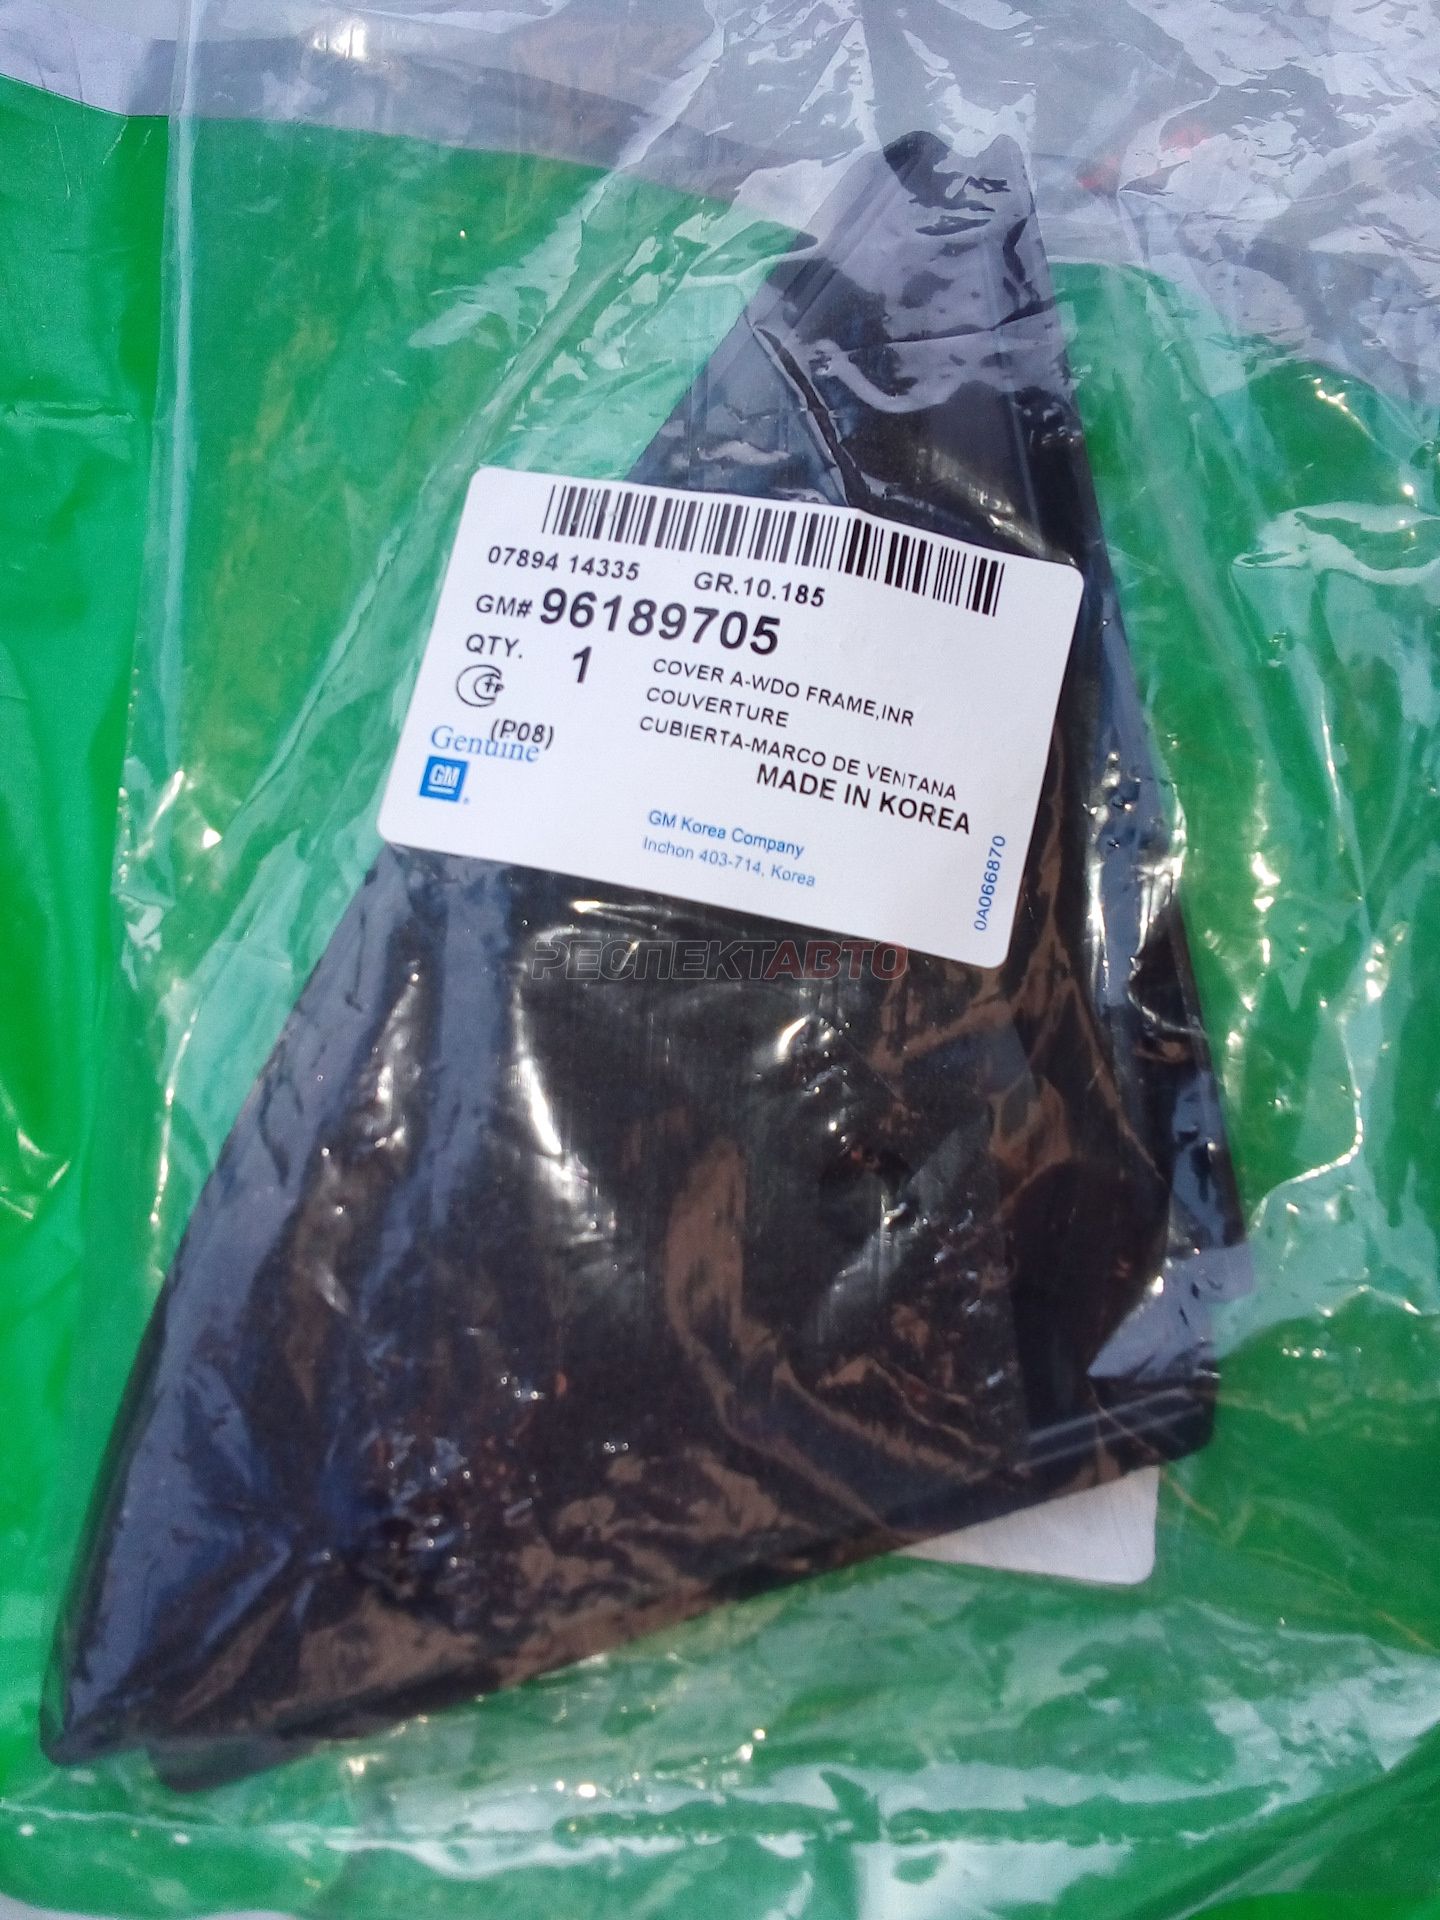 07894 14335 GR.10.185
GM# 96189705
QTY. 1
COVER A-WDO FRAME,INR
COUVERTURE
CUBIERTA-MARCO DE VENTANA
(P08)
Genuine
GM
MADE IN KOREA
GM Korea Company
Inchon 403-714, Korea
0A066870
РЕСПЕКТАВТО